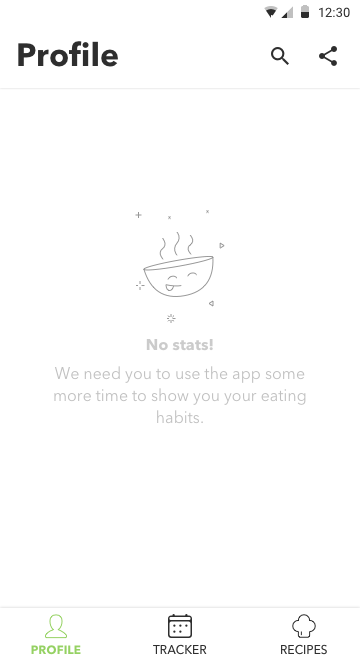 12:30
Profile
No stats!
We need you to use the app some
more time to show you your eating
habits.
PROFILE
TRACKER
RECIPES